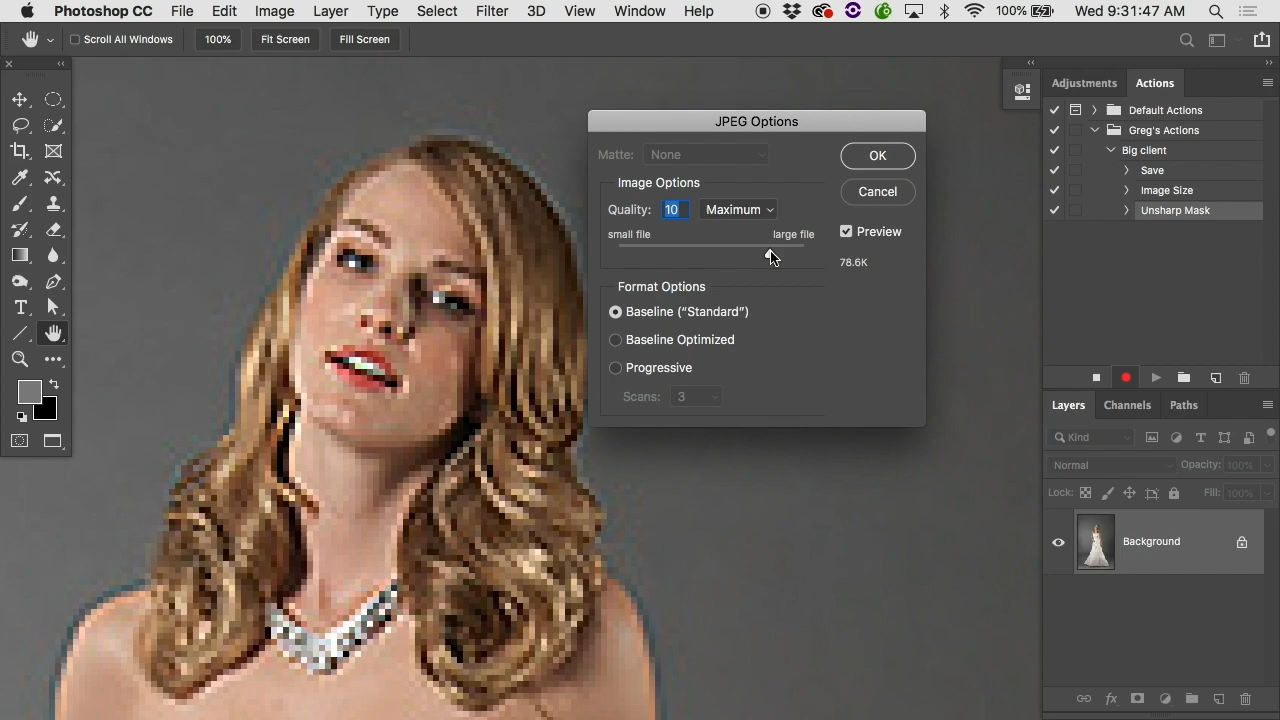 Photoshop CC File Edit Image Layer Type Select Filter 3D View Window Help 100% Wed 9:31:47 AM
Scroll All Windows 100% Fit Screen Fill Screen
JPEG Options
Matte: None
OK
Image Options
Cancel
Quality: 10 Maximum
small file large file
Preview
78.6K
Format Options
Baseline (“Standard”)
Baseline Optimized
Progressive
Scans: 3
Adjustments Actions
Default Actions
Greg's Actions
Big client
Save
Image Size
Unsharp Mask
Layers Channels Paths
Kind
Normal Opacity: 100%
Lock: Fill: 100%
Background
fx